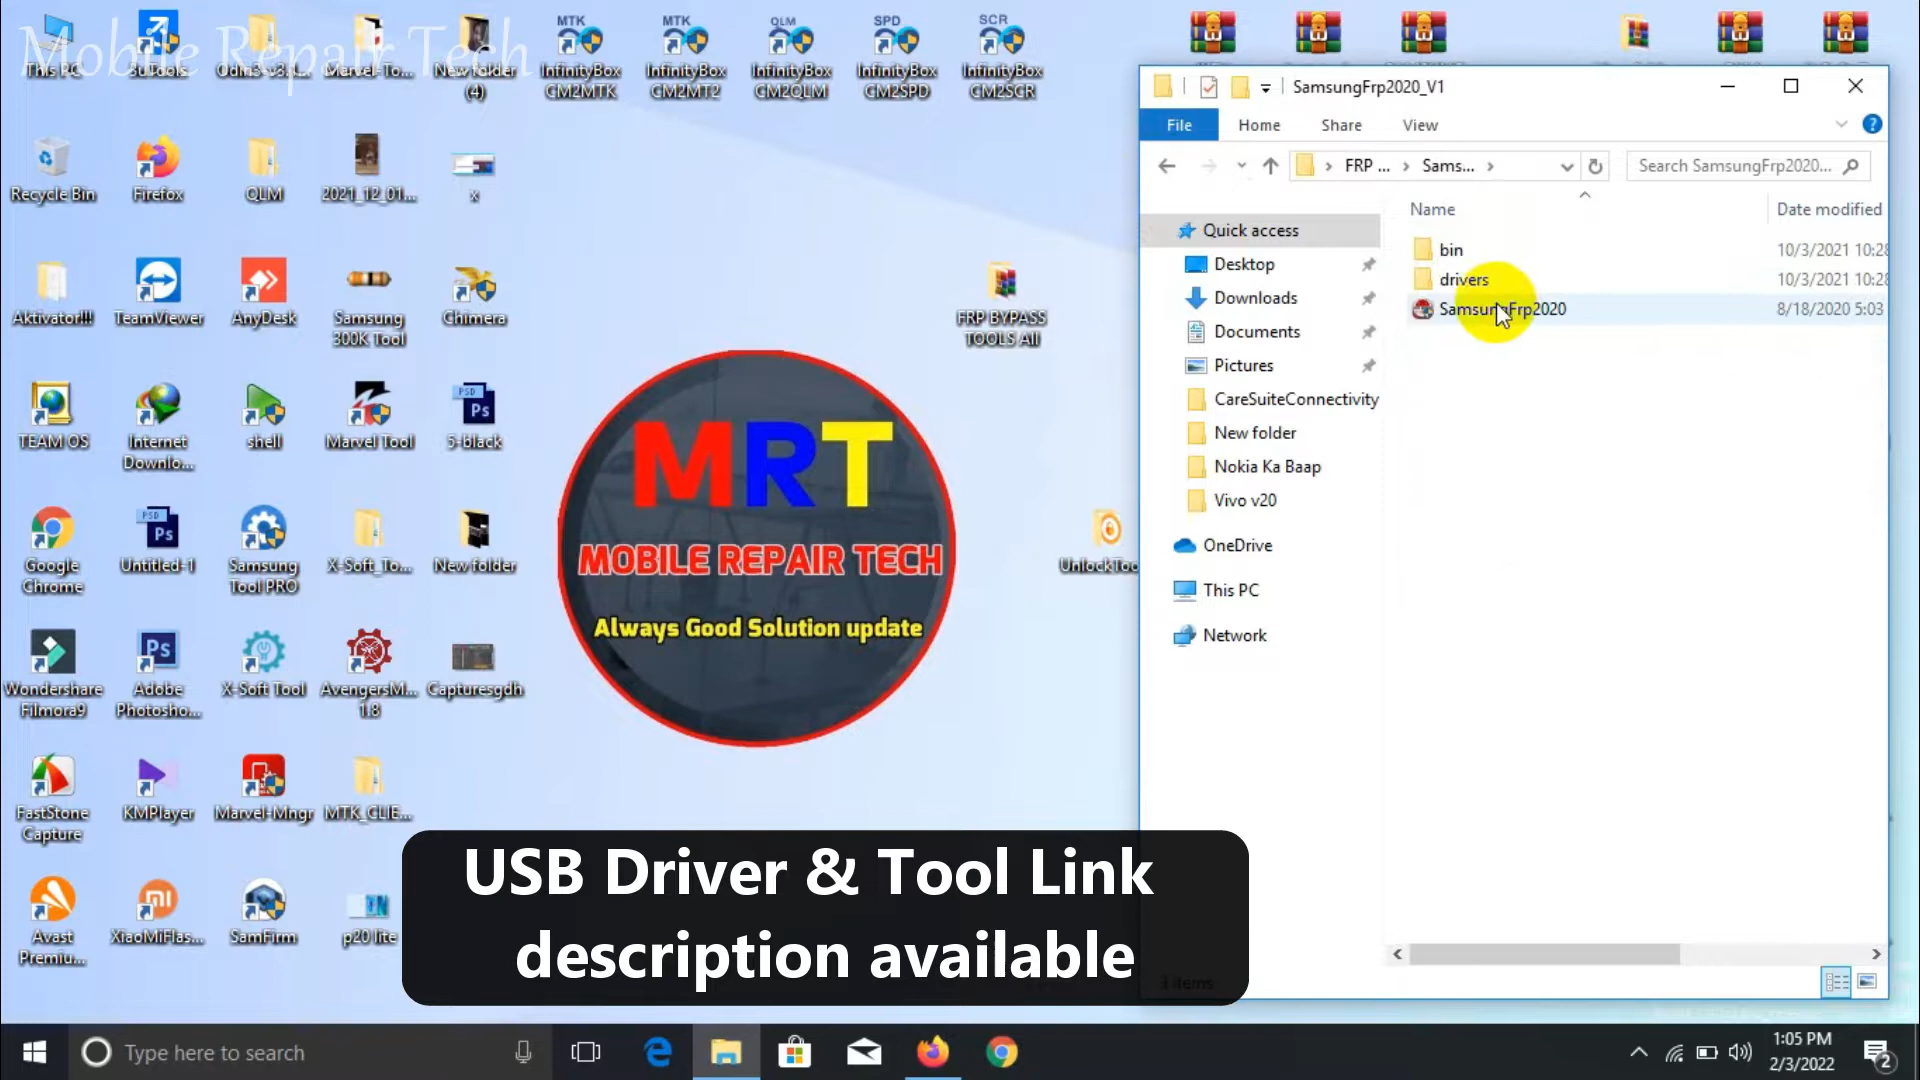 Mobile Repair Tech
This PC
3uTools
Odin3-v3....
Marvel-To...
New folder
(4)
MTK
InfinityBox
CM2MTK
MTK
InfinityBox
CM2MT2
QLM
InfinityBox
CM2QLM
SPD
InfinityBox
CM2SPD
SCR
InfinityBox
CM2SCR
Recycle Bin
Firefox
QLM
2021_12_01...
x
Aktivator!!!
TeamViewer
AnyDesk
Samsung
300K Tool
Chimera
FRP BYPASS
TOOLS All
TEAM OS
Internet
Downlo...
shell
Marvel Tool
PSD
Ps
5-Black
Google
Chrome
PSD
Ps
Untitled-1
Samsung
Tool PRO
X-Soft_To...
New folder
UnlockToo
Wondershare
Filmora9
Ps
Adobe
Photosho...
X-Soft Tool
AvengersM...
1.8
Capturesgdh
FastStone
Capture
KMPlayer
Marvel-Mngr
MTK_CLIE...
Avast
Premiu...
XiaoMiFlas...
SamFirm
p20 lite
MRT
MOBILE REPAIR TECH
Always Good Solution update
SamsungFrp2020_V1
File
Home
Share
View
FRP ...
Sams...
Search SamsungFrp2020...
Name
Date modified
bin
10/3/2021 10:28
drivers
10/3/2021 10:28
SamsungFrp2020
8/18/2020 5:03
Quick access
Desktop
Downloads
Documents
Pictures
CareSuiteConnectivity
New folder
Nokia Ka Baap
Vivo v20
OneDrive
This PC
Network
3 items
USB Driver & Tool Link
description available
Type here to search
1:05 PM
2/3/2022
2